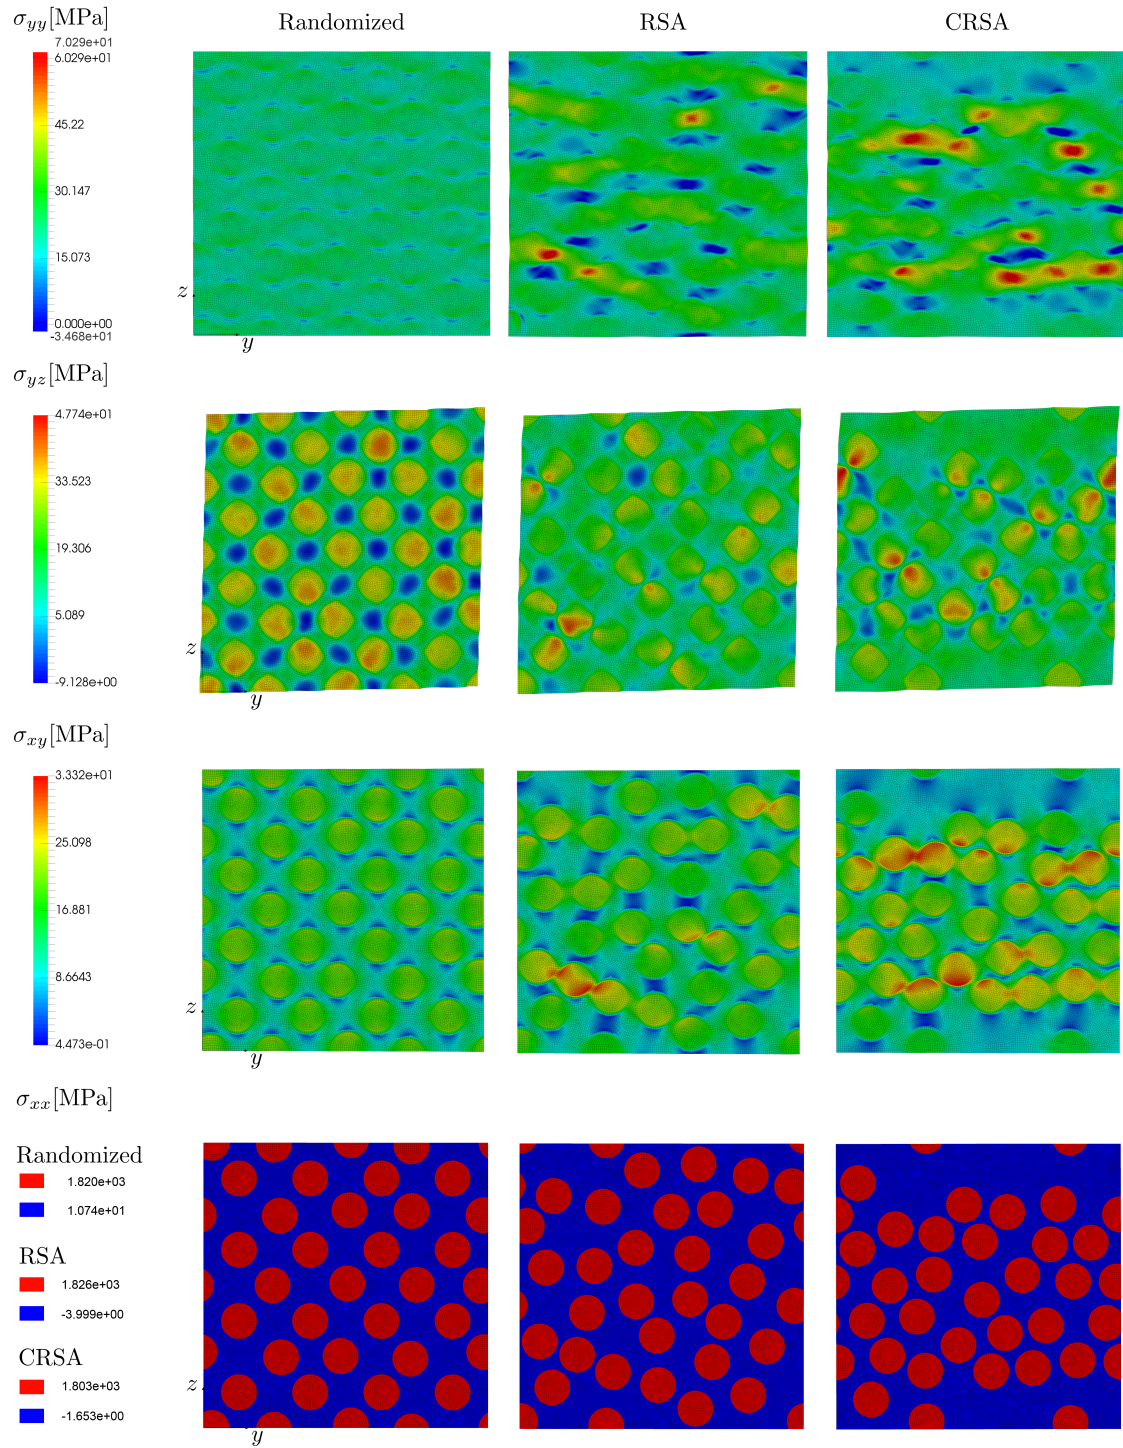 σyy[MPa] Randomized RSA CRSA
7.029e+01
6.029e+01
45.22
30.147
15.073
0.000e+00
-3.468e+01
z
y
σyz[MPa]
4.774e+01
33.523
19.306
5.089
-9.128e+00
z
y
σxy[MPa]
3.332e+01
25.098
16.881
8.6643
4.473e-01
z
y
σxx[MPa]
Randomized
1.820e+03
1.074e+01
RSA
1.826e+03
-3.999e+00
CRSA
1.803e+03
-1.653e+00
z
y